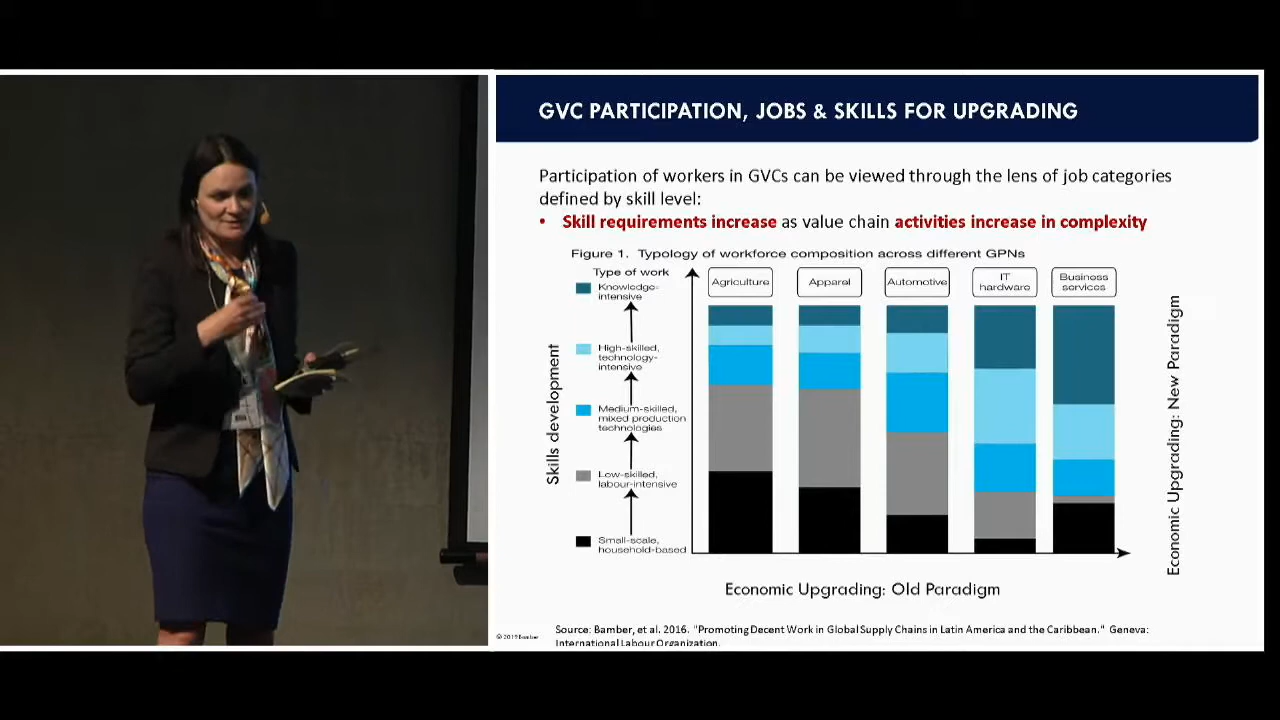 GVC PARTICIPATION, JOBS & SKILLS FOR UPGRADING
Participation of workers in GVCs can be viewed through the lens of job categories
defined by skill level:
• Skill requirements increase as value chain activities increase in complexity
Figure 1. Typology of workforce composition across different GPNs
Type of work
Knowledge-
intensive
High-skilled,
technology-
intensive
Medium-skilled,
mixed production
technologies
Low-skilled,
labour-intensive
Small-scale,
household-based
Skills development
Agriculture
Apparel
Automotive
IT
hardware
Business
services
Economic Upgrading: New Paradigm
Economic Upgrading: Old Paradigm
Source: Bamber, et al. 2016. "Promoting Decent Work in Global Supply Chains in Latin America and the Caribbean." Geneva:
International Labour Organization.
© 2019 Bamber